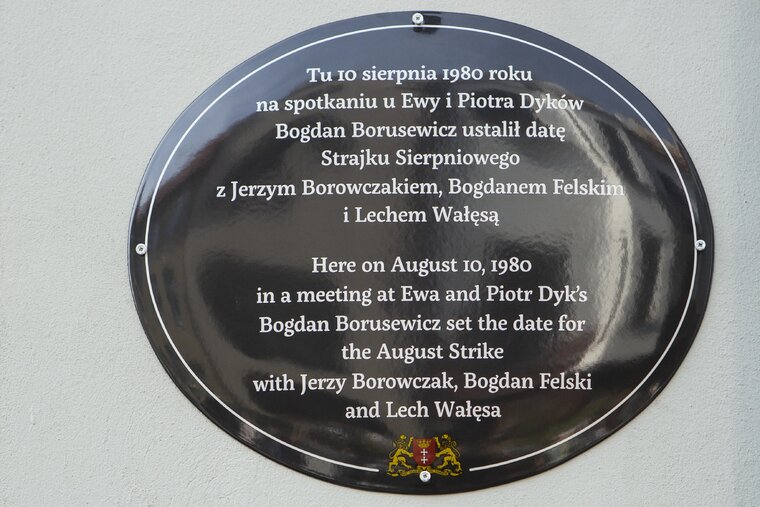 Tu 10 sierpnia 1980 roku
na spotkaniu u Ewy i Piotra Dyków
Bogdan Borusewicz ustalił datę
Strajku Sierpniowego
z Jerzym Borowczakiem, Bogdanem Felskim
i Lechem Wałęsą
Here on August 10, 1980
in a meeting at Ewa and Piotr Dyk's
Bogdan Borusewicz set the date for
the August Strike
with Jerzy Borowczak, Bogdan Felski
and Lech Wałęsa